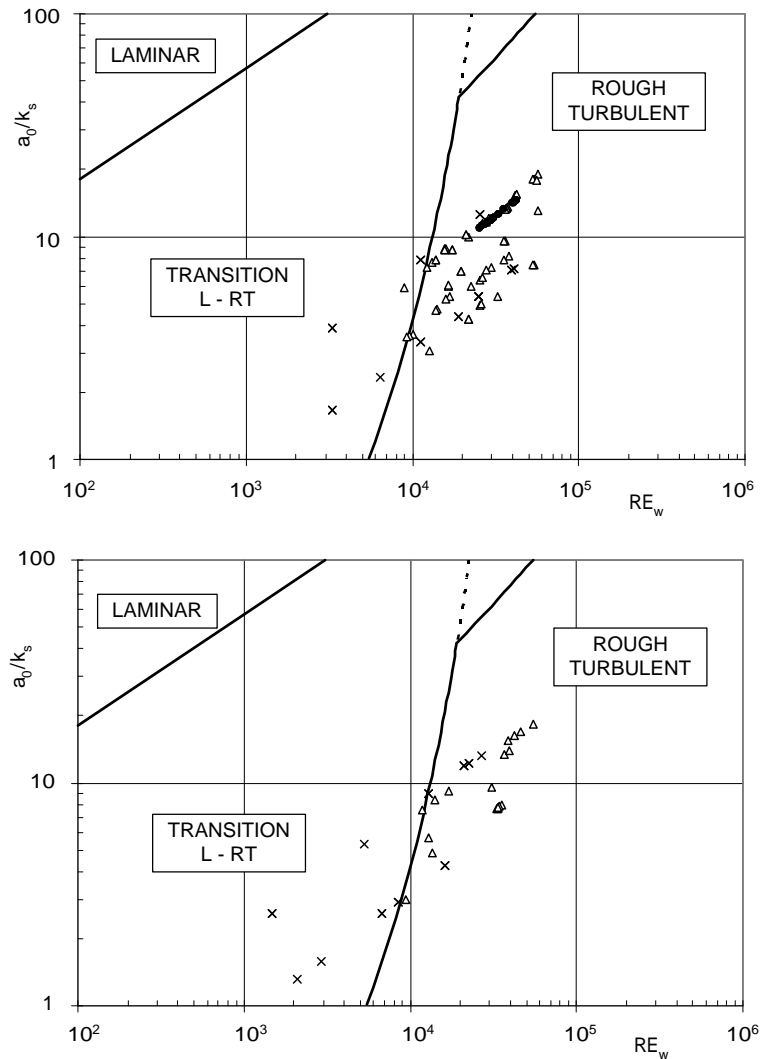 100
LAMINAR
ROUGH
TURBULENT
a₀/kₛ
10
TRANSITION
L - RT
1
10² 10³ 10⁴ 10⁵ 10⁶
REw
100
LAMINAR
ROUGH
TURBULENT
a₀/kₛ
10
TRANSITION
L - RT
1
10² 10³ 10⁴ 10⁵ 10⁶
REw